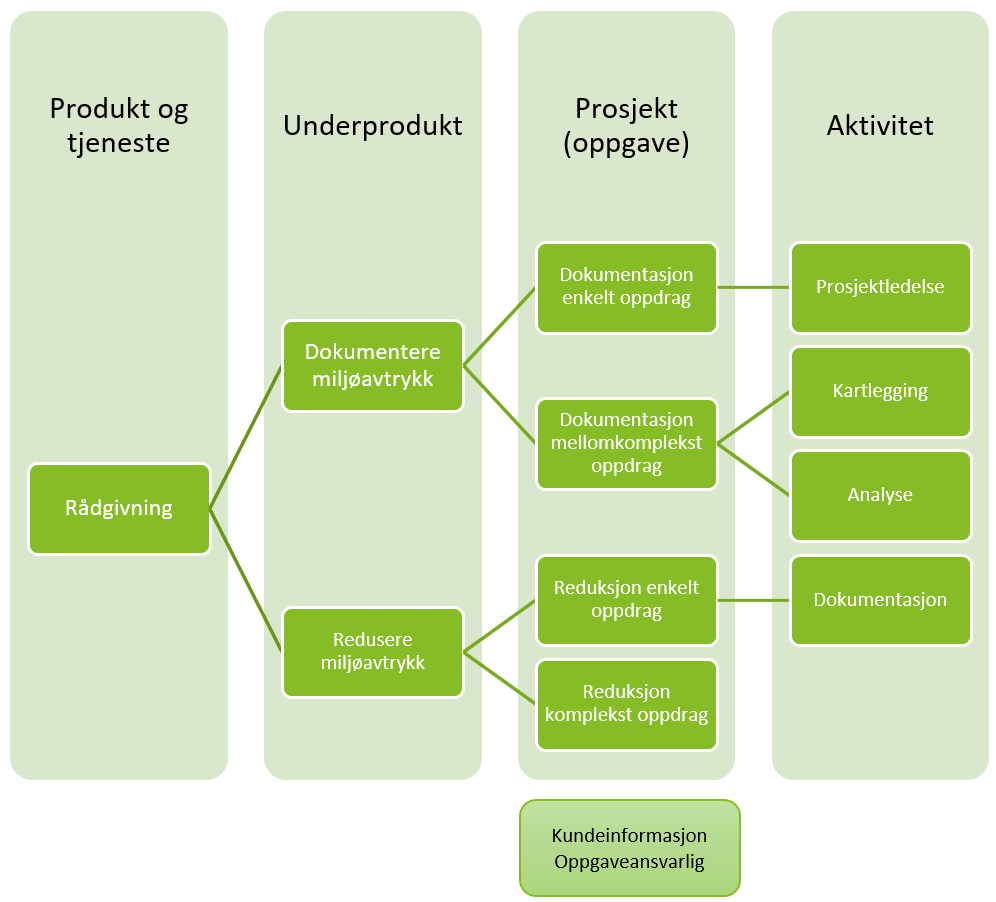 Produkt og
tjeneste
Underprodukt
Prosjekt
(oppgave)
Aktivitet
Rådgivning
Dokumentere
miljøavtrykk
Redusere
miljøavtrykk
Dokumentasjon
enkelt oppdrag
Dokumentasjon
mellomkomplekst
oppdrag
Reduksjon enkelt
oppdrag
Reduksjon
komplekst oppdrag
Prosjektledelse
Kartlegging
Analyse
Dokumentasjon
Kundeinformasjon
Oppgaveansvarlig